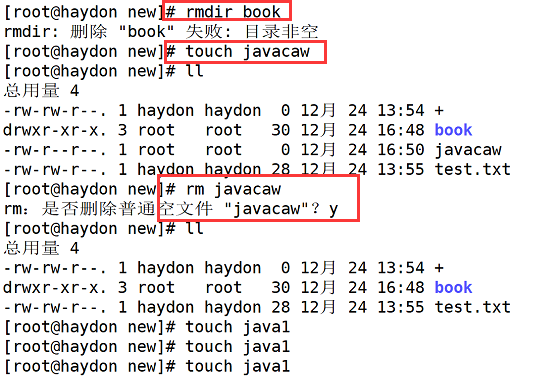 [root@haydon new]# rmdir book
rmdir: 删除 "book" 失败: 目录非空
[root@haydon new]# touch javacaw
[root@haydon new]# ll
总用量 4
-rw-rw-r--. 1 haydon haydon  0 12月 24 13:54 +
drwxr-xr-x. 3 root   root   30 12月 24 16:48 book
-rw-r--r--. 1 root   root    0 12月 24 16:50 javacaw
-rw-rw-r--. 1 haydon haydon 28 12月 24 13:55 test.txt
[root@haydon new]# rm javacaw
rm：是否删除普通空文件 "javacaw"？y
[root@haydon new]# ll
总用量 4
-rw-rw-r--. 1 haydon haydon  0 12月 24 13:54 +
drwxr-xr-x. 3 root   root   30 12月 24 16:48 book
-rw-rw-r--. 1 haydon haydon 28 12月 24 13:55 test.txt
[root@haydon new]# touch java1
[root@haydon new]# touch java1
[root@haydon new]# touch java1